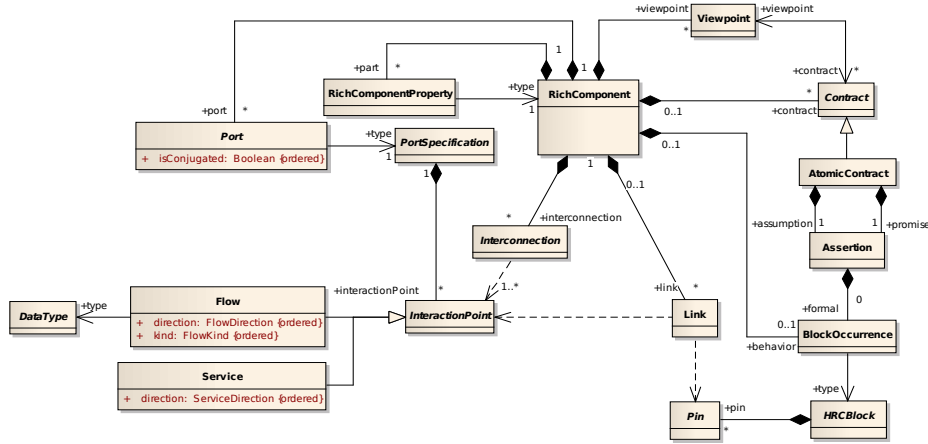 +viewpoint
Viewpoint
+viewpoint
*
1
+part
*
1
+contract
*
RichComponentProperty
+type
1
RichComponent
*
0..1
+contract
Contract
+port
*
Port
+ isConjugated: Boolean {ordered}
+type
1
PortSpecification
0..1
1
1
0..1
AtomicContract
*
+interconnection
Interconnection
+assumption
1
1
+promise
Assertion
+interactionPoint
*
1..*
+link
*
0
+formal
DataType
+type
Flow
+ direction: FlowDirection {ordered}
+ kind: FlowKind {ordered}
InteractionPoint
Link
0..1
+behavior
BlockOccurrence
Service
+ direction: ServiceDirection {ordered}
+type
Pin
+pin
*
HRCBlock